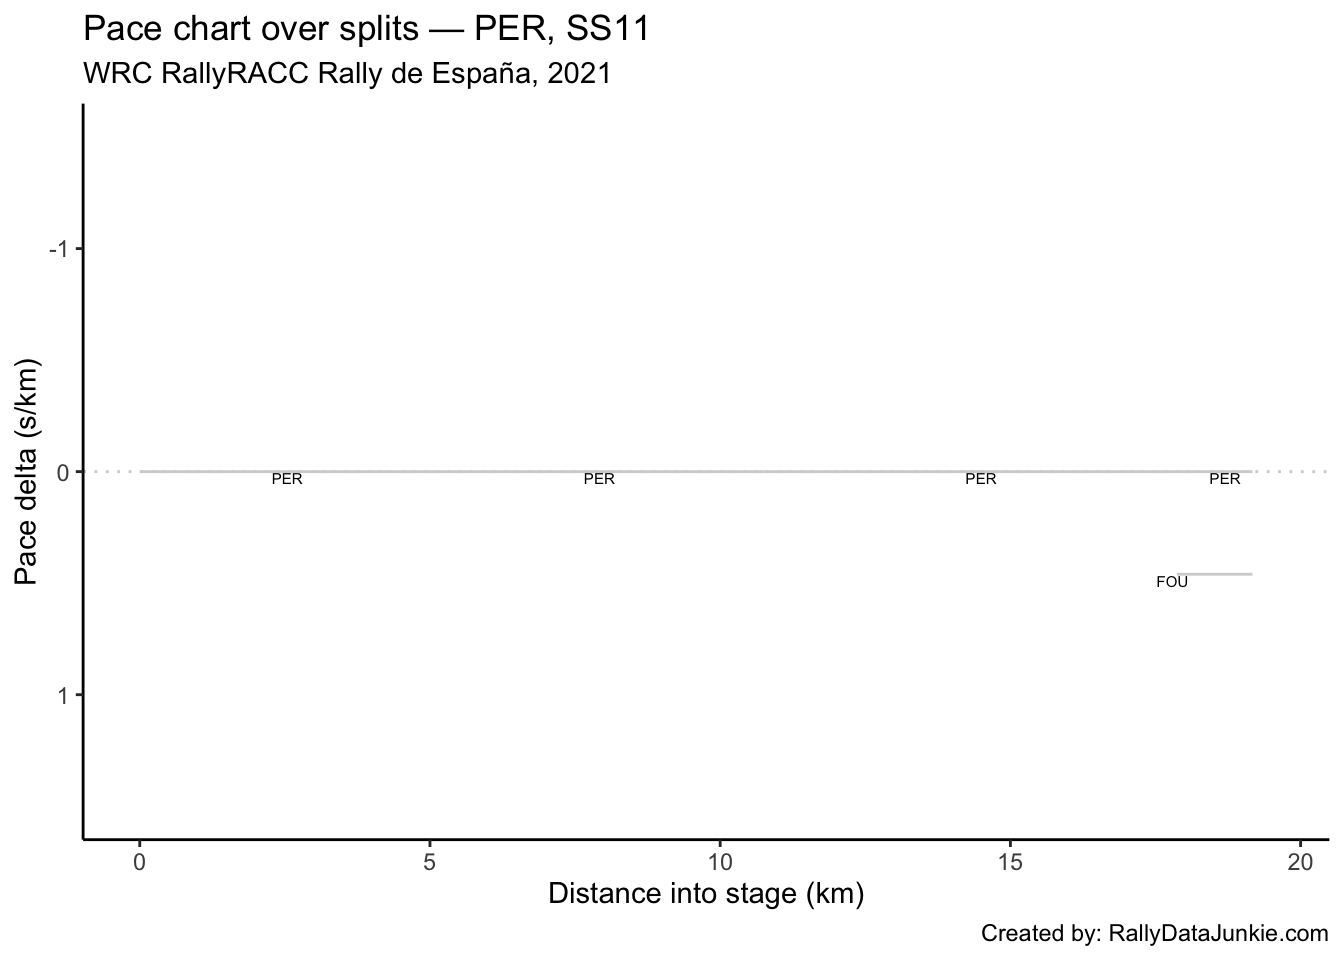 Pace chart over splits — PER, SS11
WRC RallyRACC Rally de España, 2021
Pace delta (s/km)
-1
0
1
PER PER PER PER
FOU
0 5 10 15 20
Distance into stage (km)
Created by: RallyDataJunkie.com